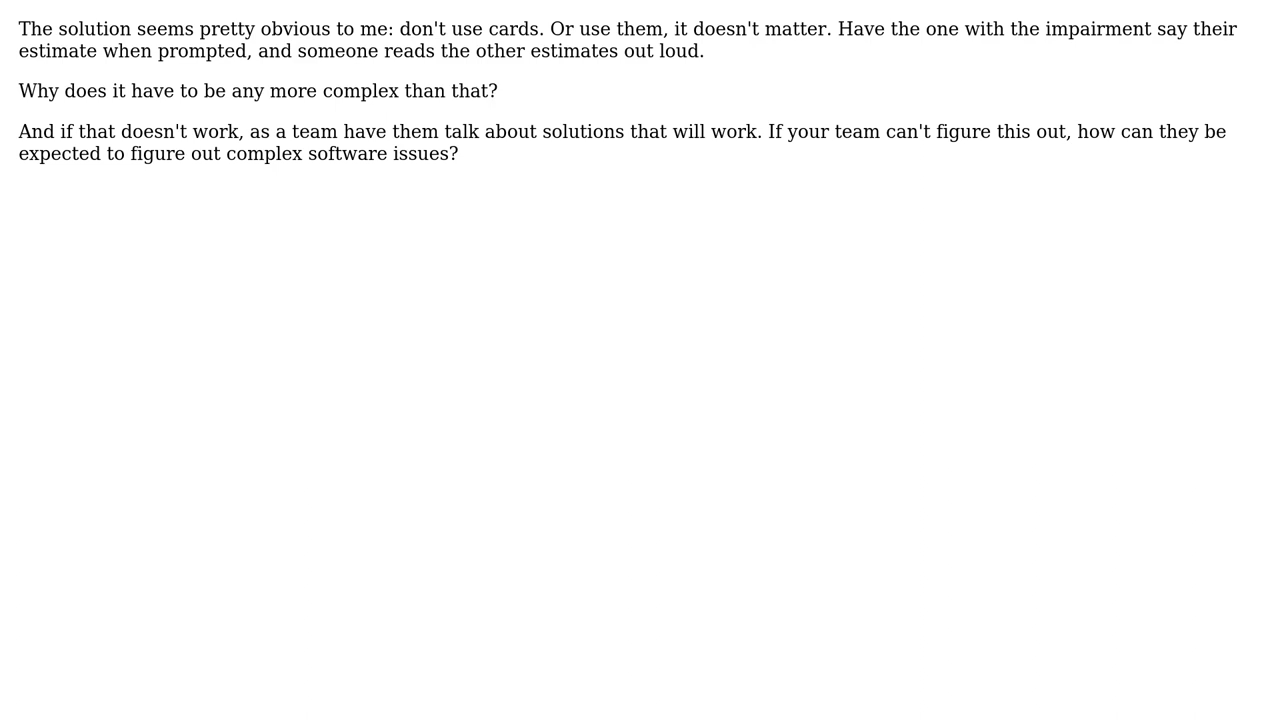 The solution seems pretty obvious to me: don't use cards. Or use them, it doesn't matter. Have the one with the impairment say their
estimate when prompted, and someone reads the other estimates out loud.
Why does it have to be any more complex than that?
And if that doesn't work, as a team have them talk about solutions that will work. If your team can't figure this out, how can they be
expected to figure out complex software issues?